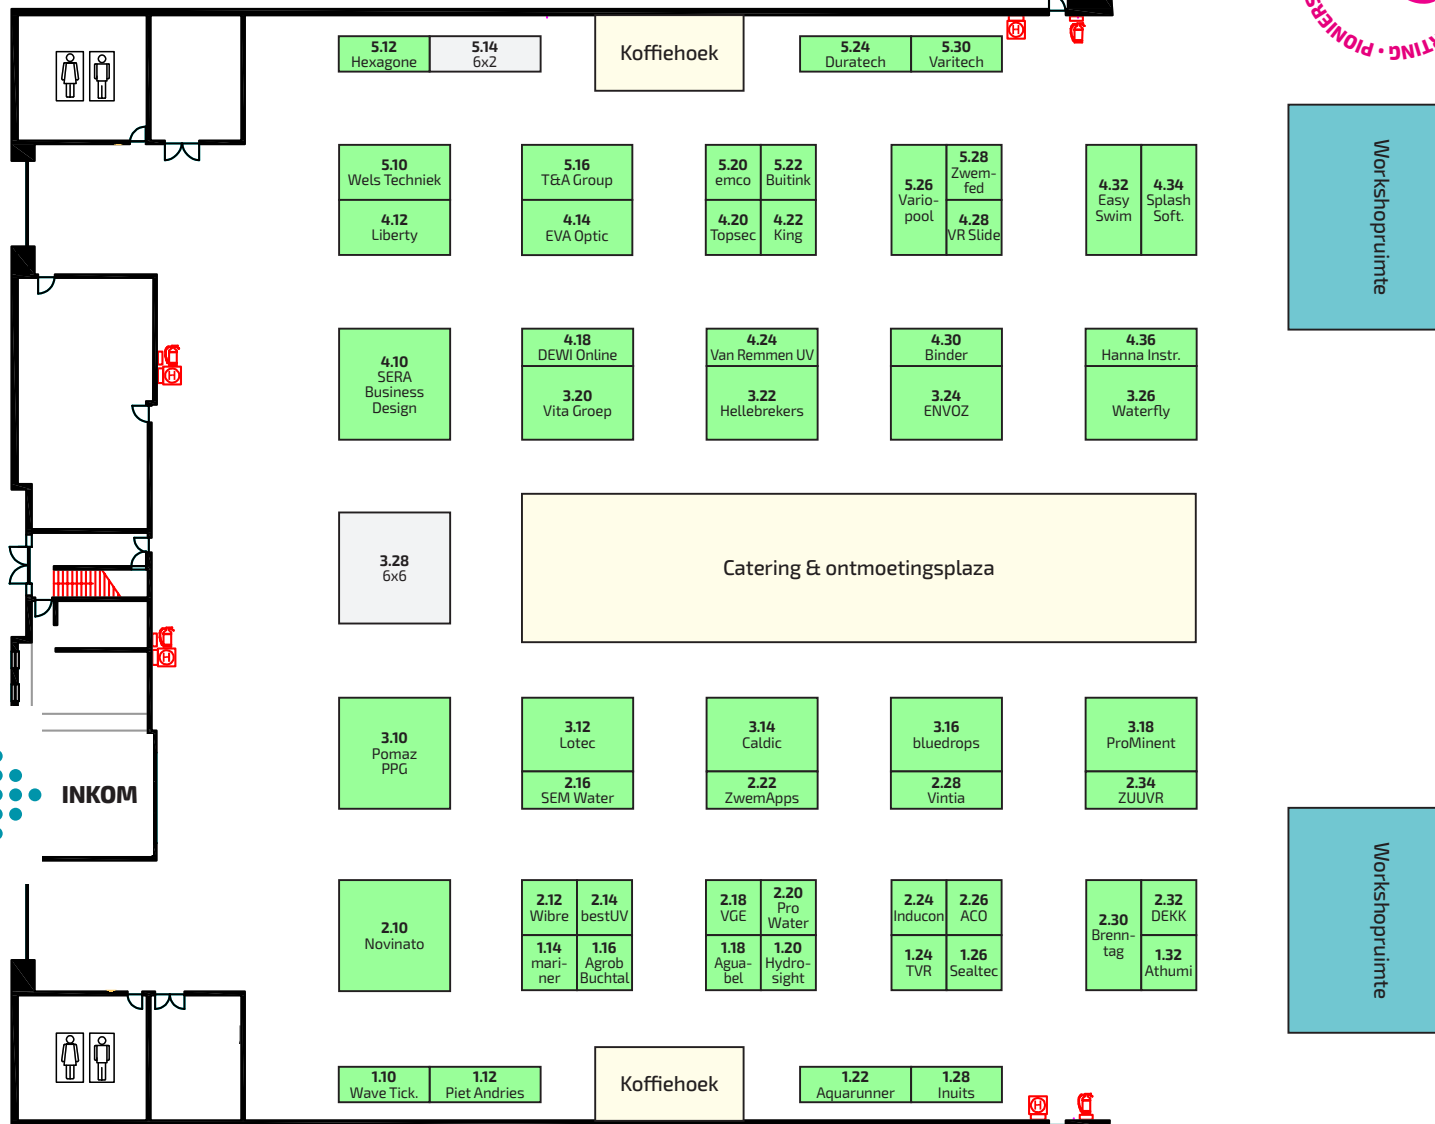 5.12
Hexagone
5.14
6x2
Koffiehoek
5.24
Duratech
5.30
Varitech
PIONIERS
Workshopruimte
5.10
Wels Techniek
4.12
Liberty
5.16
T&A Group
4.14
EVA Optic
5.20
emco
5.22
Buitink
4.20
Topsec
4.22
King
5.26
Vario-
pool
5.28
Zwem-
fed
4.28
VR Slide
4.32
Easy
Swim
4.34
Splash
Soft.
4.10
SERA
Business
Design
4.18
DEWI Online
3.20
Vita Groep
4.24
Van Remmen UV
3.22
Hellebrekers
4.30
Binder
3.24
ENVOZ
4.36
Hanna Instr.
3.26
Waterfly
H
H
3.28
6x6
Catering & ontmoetingsplaza
H
INKOM
3.10
Pomaz
PPG
3.12
Lotec
2.16
SEM Water
3.14
Caldic
2.22
ZwemApps
3.16
bluedrops
2.28
Vintia
3.18
ProMinent
2.34
ZUUVR
Workshopruimte
2.10
Novinato
2.12
Wibre
2.14
bestUV
1.14
mari-
ner
1.16
Agrob
Buchtal
2.18
VGE
2.20
Pro
Water
1.18
Agua-
bel
1.20
Hydro-
sight
2.24
Inducon
2.26
ACO
1.24
TVR
1.26
Sealtec
2.30
Brenn-
tag
2.32
DEKK
1.32
Athumi
1.10
Wave Tick.
1.12
Piet Andries
Koffiehoek
1.22
Aquarunner
1.28
Inuits
H